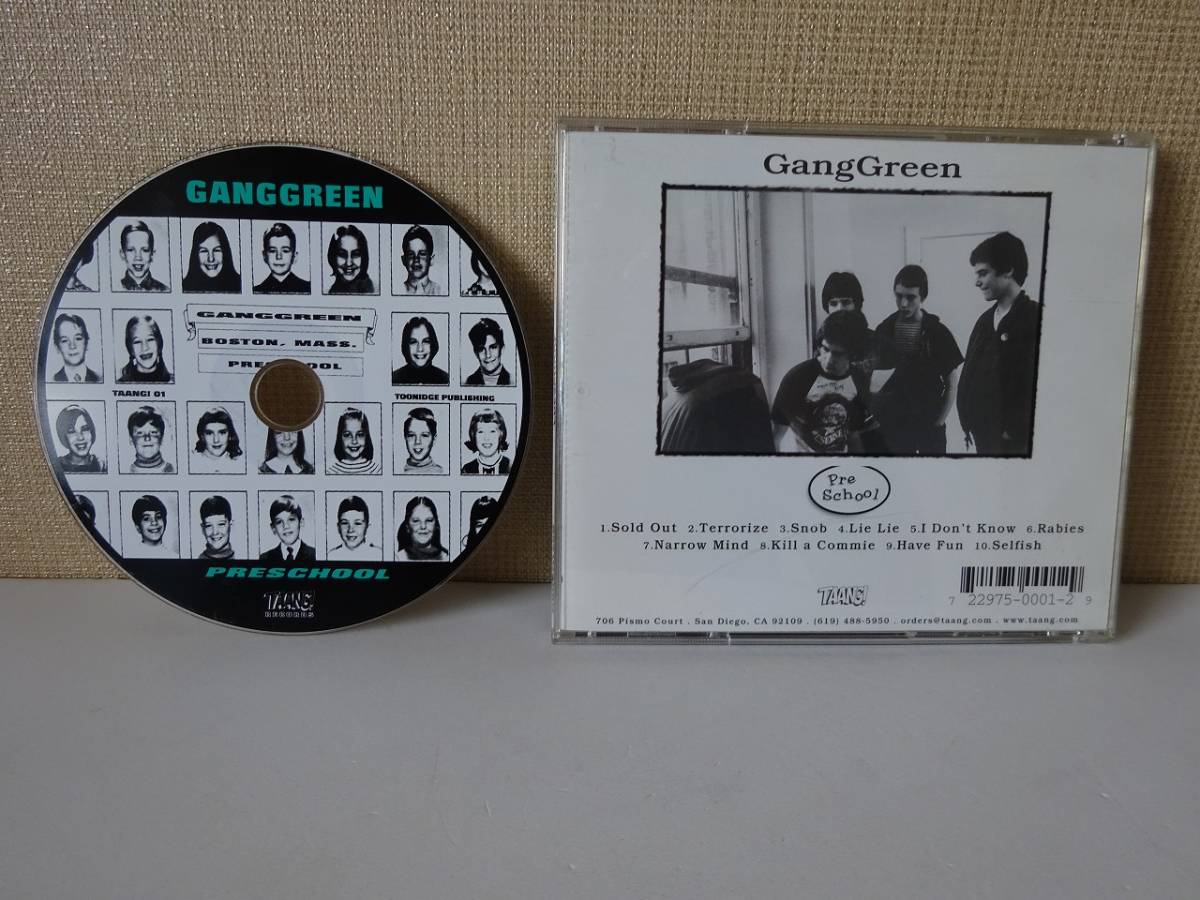 GANGGREEN
GANGGREEN
BOSTON, MASS.
PRESCHOOL
TAANG! 01
TOONIDGE PUBLISHING
PRESCHOOL
TAANG!
RECORDS
GangGreen
Pre
School
1.Sold Out 2.Terrorize 3.Snob 4.Lie Lie 5.I Don't Know 6.Rabies
7.Narrow Mind 8.Kill a Commie 9.Have Fun 10.Selfish
TAANG!
7 22975-0001-2 9
706 Pismo Court . San Diego, CA 92109 . (619) 488-5950 . orders@taang.com . www.taang.com